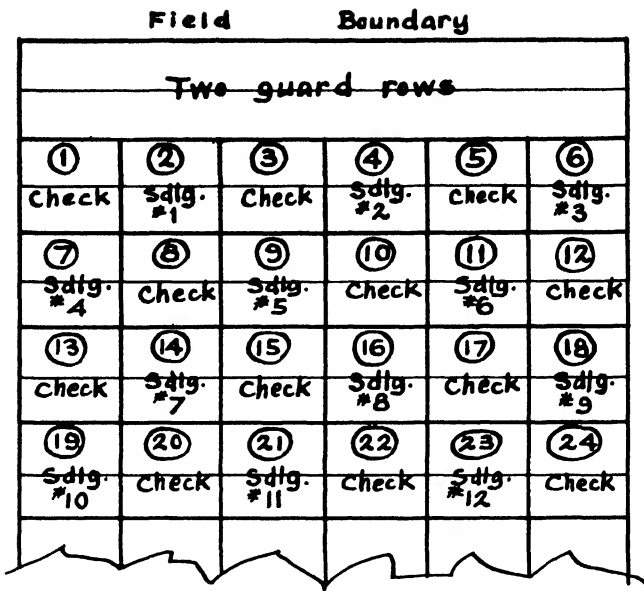 Field Boundary
Two guard rows
1 2 3 4 5 6
Check Sdlg. #1 Check Sdlg. #2 Check Sdlg. #3
7 8 9 10 11 12
Sdlg. #4 Check Sdlg. #5 Check Sdlg. #6 Check
13 14 15 16 17 18
Check Sdlg. #7 Check Sdlg. #8 Check Sdlg. #9
19 20 21 22 23 24
Sdlg. #10 Check Sdlg. #11 Check Sdlg. #12 Check